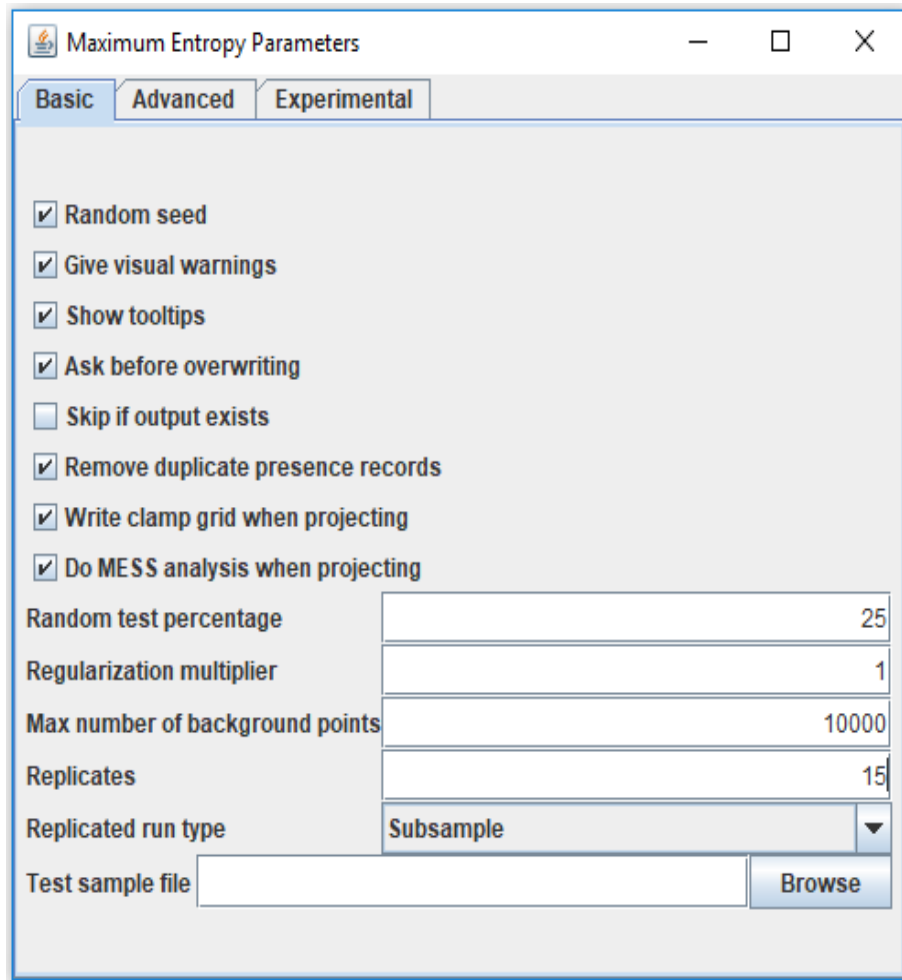 Maximum Entropy Parameters
Basic Advanced Experimental
Random seed
Give visual warnings
Show tooltips
Ask before overwriting
Skip if output exists
Remove duplicate presence records
Write clamp grid when projecting
Do MESS analysis when projecting
Random test percentage 25
Regularization multiplier 1
Max number of background points 10000
Replicates 15
Replicated run type Subsample
Test sample file Browse